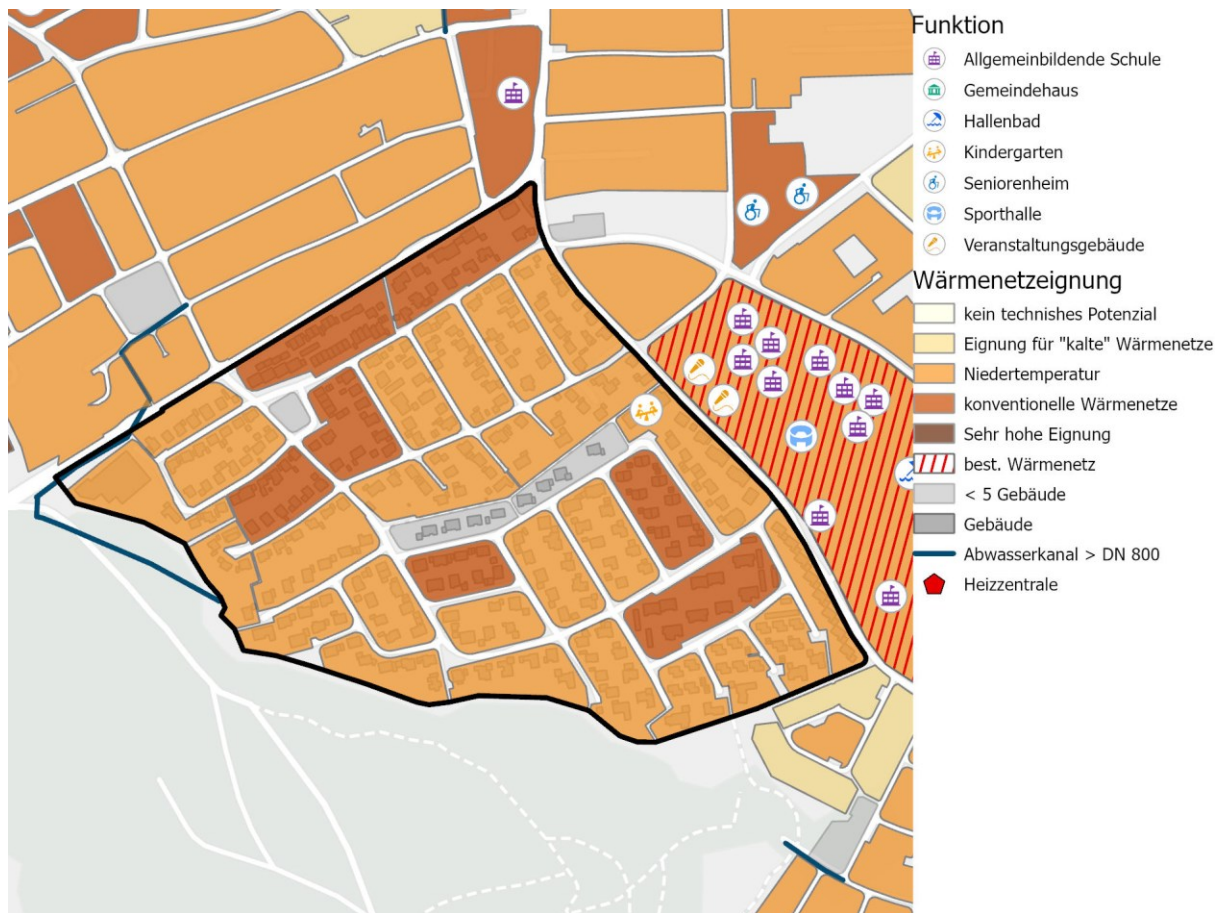 Funktion
Allgemeinbildende Schule
Gemeindehaus
Hallenbad
Kindergarten
Seniorenheim
Sporthalle
Veranstaltungsgebäude
Wärmenetzeignung
kein technishes Potenzial
Eignung für "kalte" Wärmenetze
Niedertemperatur
konventionelle Wärmenetze
Sehr hohe Eignung
best. Wärmenetz
< 5 Gebäude
Gebäude
Abwasserkanal > DN 800
Heizzentrale